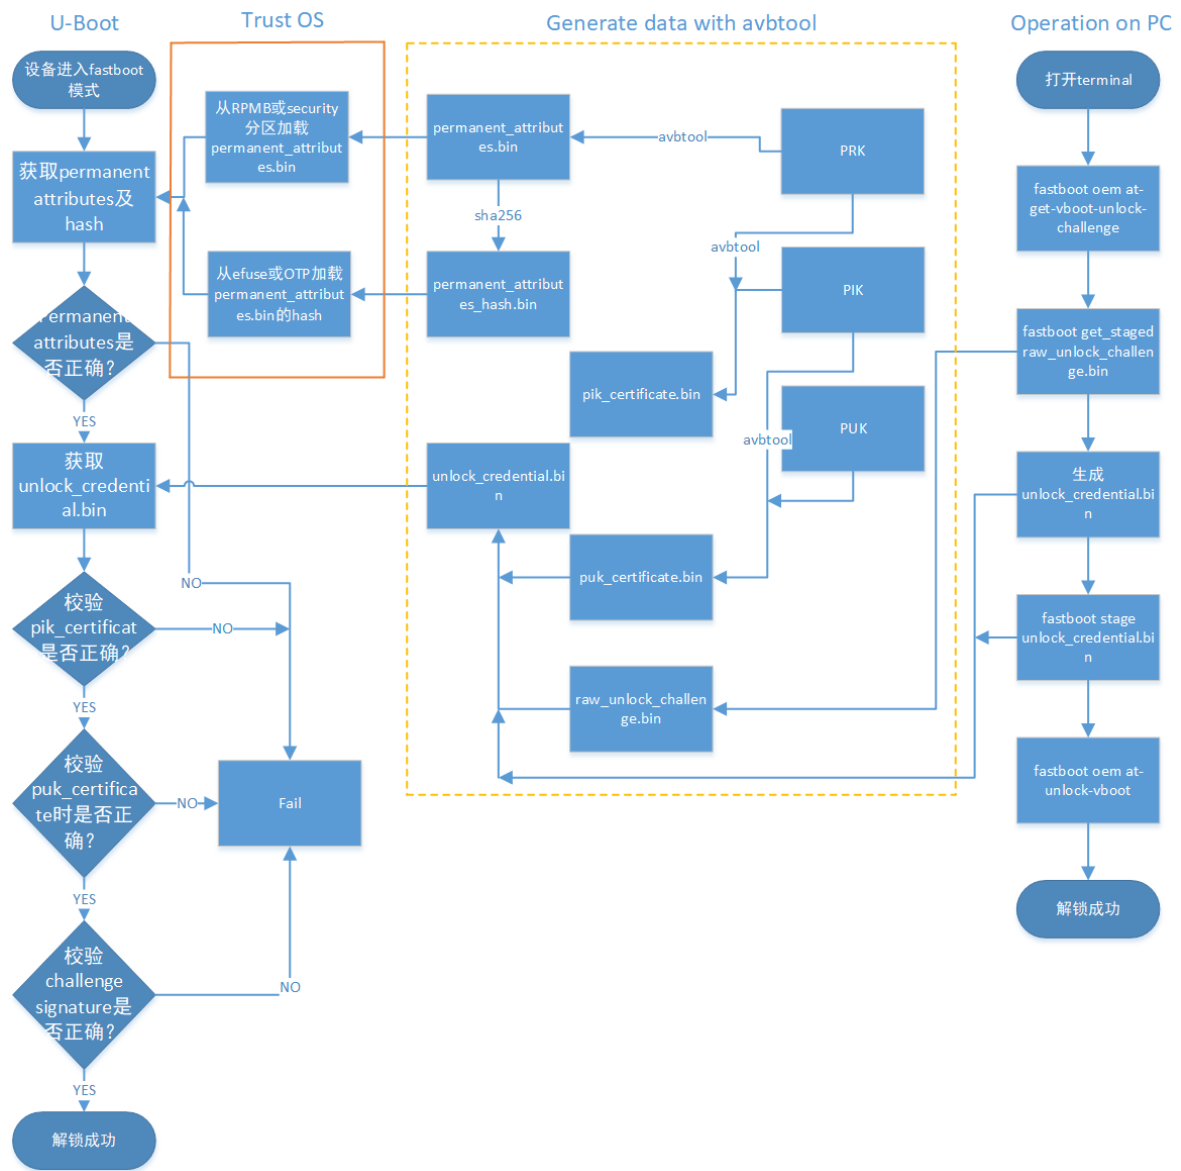 U-Boot
Trust OS
Generate data with avbtool
Operation on PC
设备进入fastboot
模式
获取permanent
attributes及
hash
Permanent
attributes是
否正确?
YES
获取
unlock_credenti
al.bin
NO
校验
pik_certificat
是否正确?
NO
YES
校验
puk_certifica
te时是否正
确?
NO
YES
校验
challenge
signature是
否正确?
NO
YES
解锁成功
Fail
从RPMB或security
分区加载
permanent_attribu
tes.bin
从efuse或OTP加载
permanent_attribut
es.bin的hash
permanent_attribut
es.bin
sha256
permanent_attribut
es_hash.bin
avbtool
PRK
avbtool
PIK
pik_certificate.bin
PUK
avbtool
unlock_credential.bi
n
puk_certificate.bin
raw_unlock_challe
nge.bin
打开terminal
fastboot oem at-
get-vboot-unlock-
challenge
fastboot get_staged
raw_unlock_challe
nge.bin
生成
unlock_credential.bi
n
fastboot stage
unlock_credential.bi
n
fastboot oem at-
unlock-vboot
解锁成功